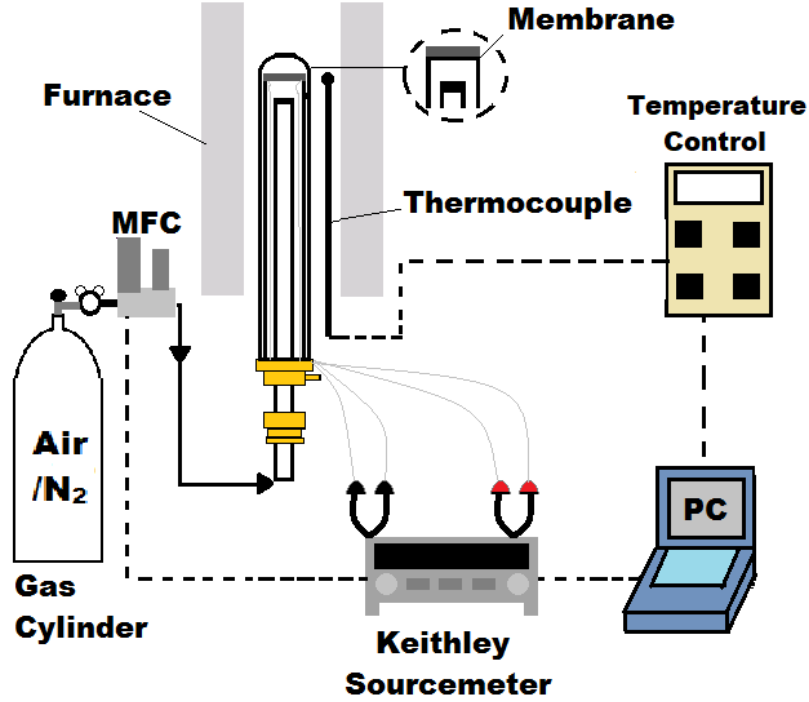 Membrane
Furnace
Temperature
Control
MFC
Thermocouple
Air
/N₂
PC
Gas
Cylinder
Keithley
Sourcemeter